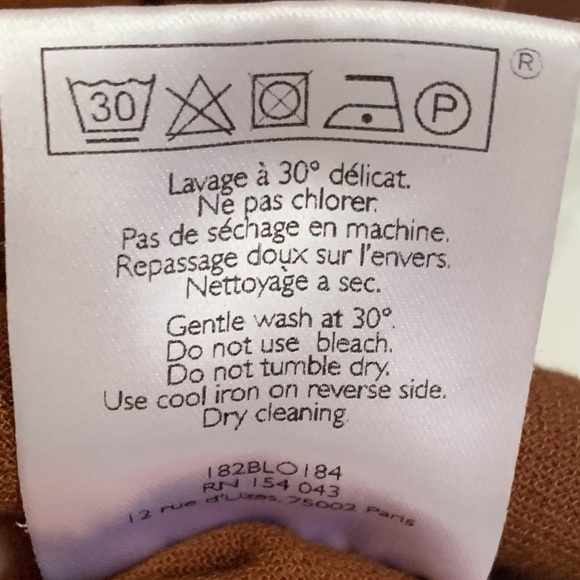 30 P ®
Lavage à 30° délicat.
Ne pas chlorer.
Pas de séchage en machine.
Repassage doux sur l'envers.
Nettoyage a sec.
Gentle wash at 30°.
Do not use bleach.
Do not tumble dry.
Use cool iron on reverse side.
Dry cleaning.
182BLO184
RN 154 043
12 rue d'Uzes, 75002 Paris